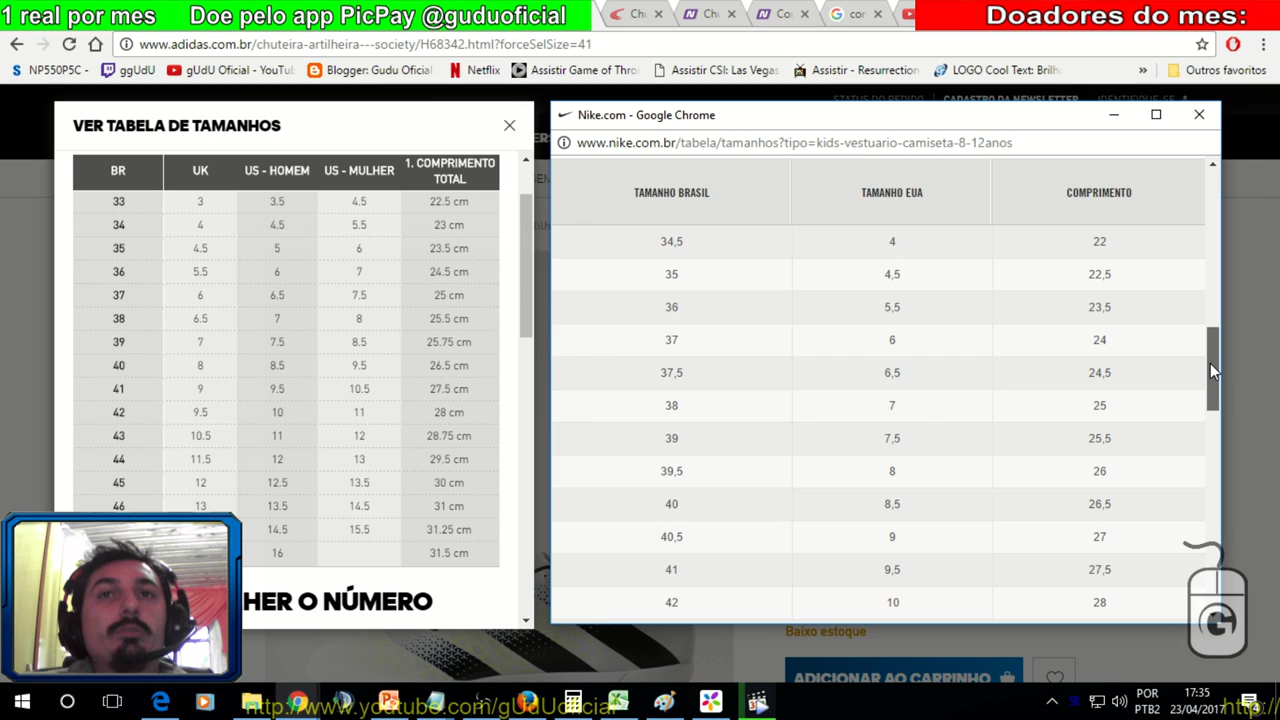 1 real por mes Doe pelo app PicPay @guduoficial
Doadores do mes:
Chu
Chu
Cor
cor
www.adidas.com.br/chuteira-artilheira---society/H68342.html?forceSelSize=41
NP550P5C -
ggUdU
gUdU Oficial - YouTu
Blogger: Gudu Oficial
Netflix
Assistir Game of Thro
Assistir CSI: Las Vegas
Assistir - Resurrection
LOGO Cool Text: Brilh
»
Outros favoritos
STATUS DO PEDIDO
CADASTRO DA NEWSLETTER
IDENTIFIQUE-SE
VER TABELA DE TAMANHOS
BR UK US - HOMEM US - MULHER 1. COMPRIMENTO TOTAL
33 3 3.5 4.5 22.5 cm
34 4 4.5 5.5 23 cm
35 4.5 5 6 23.5 cm
36 5.5 6 7 24.5 cm
37 6 6.5 7.5 25 cm
38 6.5 7 8 25.5 cm
39 7 7.5 8.5 25.75 cm
40 8 8.5 9.5 26.5 cm
41 9 9.5 10.5 27.5 cm
42 9.5 10 11 28 cm
43 10.5 11 12 28.75 cm
44 11.5 12 13 29.5 cm
45 12 12.5 13.5 30 cm
46 13 13.5 14.5 31 cm
14.5 15.5 31.25 cm
16 31.5 cm
HER O NÚMERO
Nike.com - Google Chrome
www.nike.com.br/tabela/tamanhos?tipo=kids-vestuario-camiseta-8-12anos
TAMANHO BRASIL TAMANHO EUA COMPRIMENTO
34,5 4 22
35 4,5 22,5
36 5,5 23,5
37 6 24
37,5 6,5 24,5
38 7 25
39 7,5 25,5
39,5 8 26
40 8,5 26,5
40,5 9 27
41 9,5 27,5
42 10 28
Baixo estoque
ADICIONAR AO CARRINHO
G
http://www.youtube.com/gUdUoficial
http://
POR
PTB2
17:35
23/04/2017
4